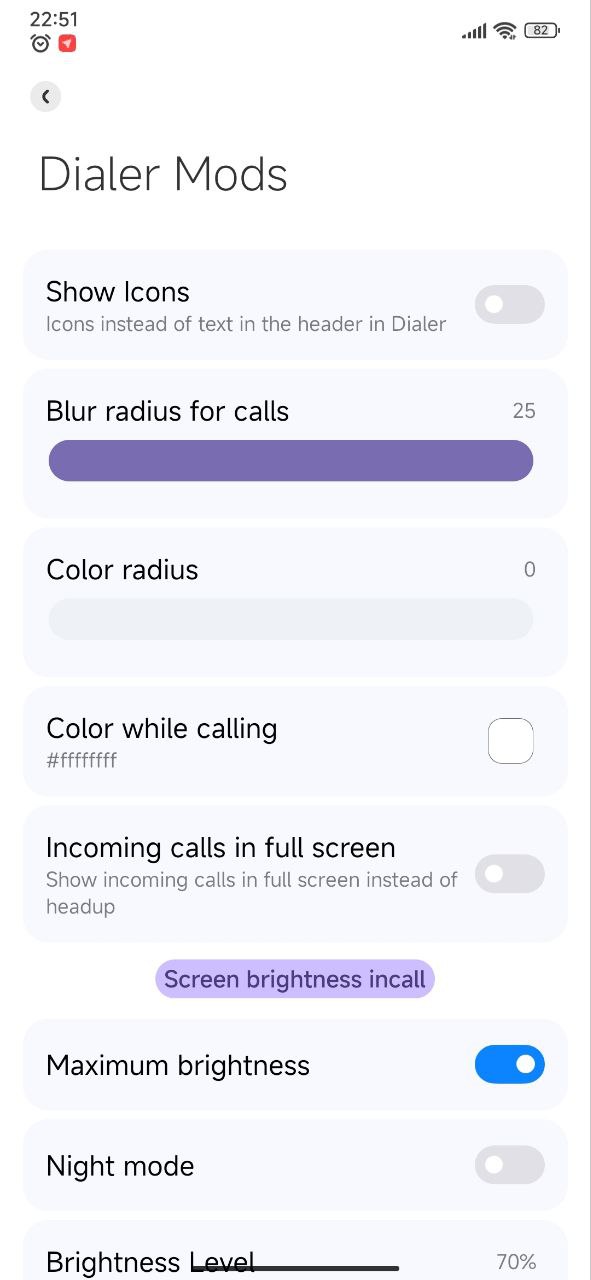 22:51
82
Dialer Mods
Show Icons
Icons instead of text in the header in Dialer
Blur radius for calls 25
Color radius 0
Color while calling
#ffffffff
Incoming calls in full screen
Show incoming calls in full screen instead of
headup
Screen brightness incall
Maximum brightness
Night mode
Brightness Level 70%